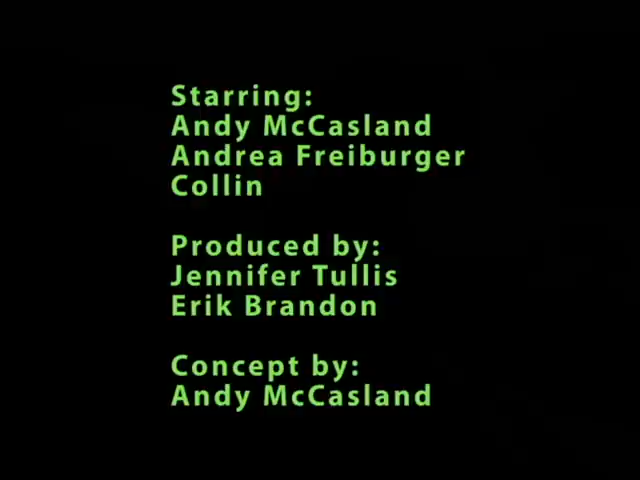 Starring:
Andy McCasland
Andrea Freiburger
Collin
Produced by:
Jennifer Tullis
Erik Brandon
Concept by:
Andy McCasland